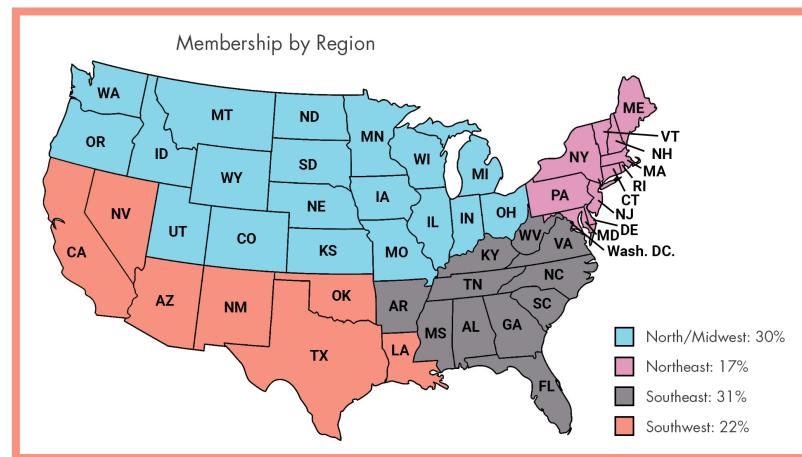 Membership by Region
WA
MT
ND
MN
ME
VT
OR
ID
WI
NY
NH
SD
MI
MA
WY
RI
IA
PA
CT
NE
OH
NJ
IL
IN
NV
UT
CO
DE
WV
VA
MD
CA
KS
MO
KY
Wash. DC.
NC
TN
AZ
OK
AR
SC
NM
MS
AL
GA
LA
TX
FL
North/Midwest: 30%
Northeast: 17%
Southeast: 31%
Southwest: 22%